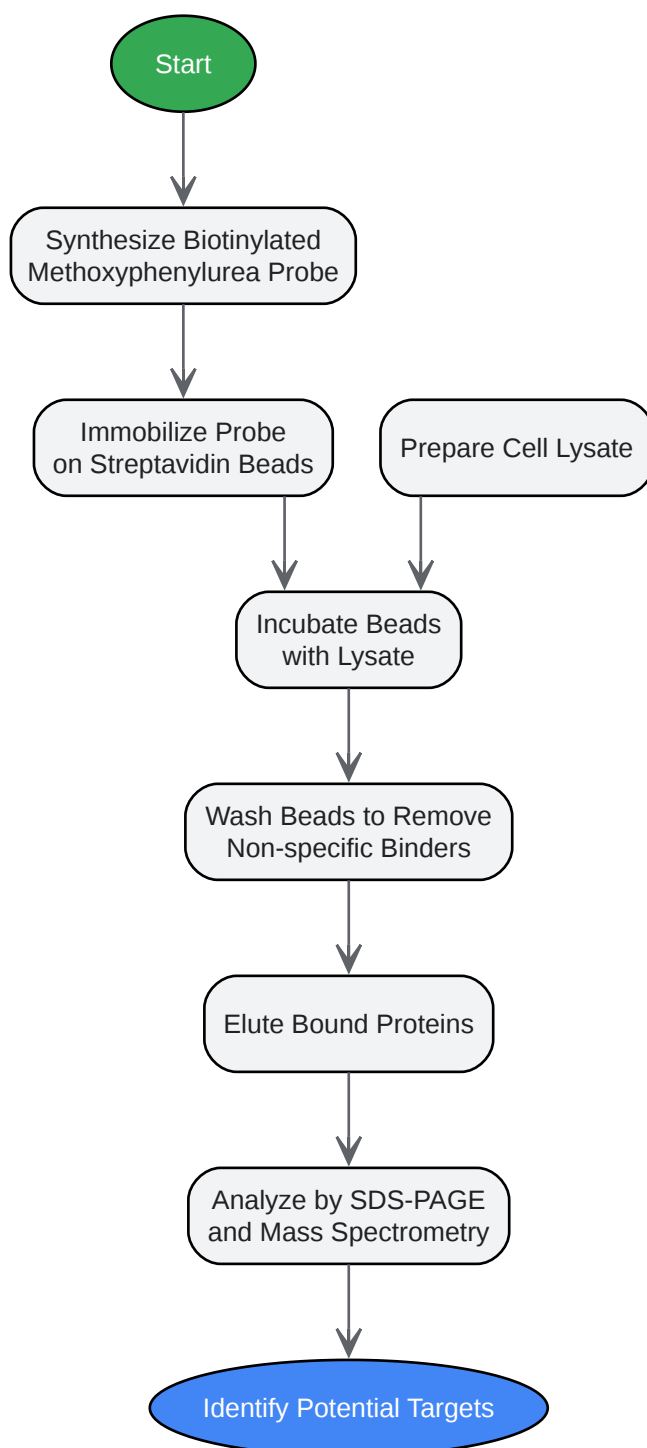 Start
Synthesize Biotinylated
Methoxyphenylurea Probe
Immobilize Probe
on Streptavidin Beads
Prepare Cell Lysate
Incubate Beads
with Lysate
Wash Beads to Remove
Non-specific Binders
Elute Bound Proteins
Analyze by SDS-PAGE
and Mass Spectrometry
Identify Potential Targets